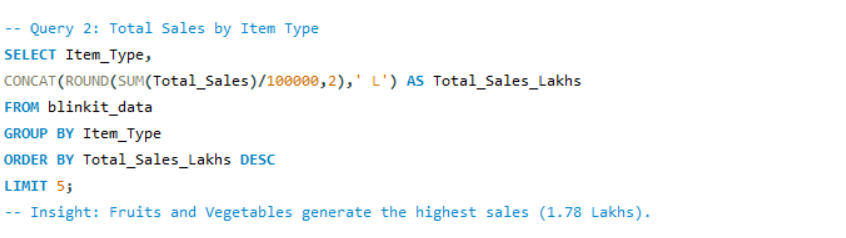 -- Query 2: Total Sales by Item Type
SELECT Item_Type,
CONCAT(ROUND(SUM(Total_Sales)/100000,2),' L') AS Total_Sales_Lakhs
FROM blinkit_data
GROUP BY Item_Type
ORDER BY Total_Sales_Lakhs DESC
LIMIT 5;
-- Insight: Fruits and Vegetables generate the highest sales (1.78 Lakhs).